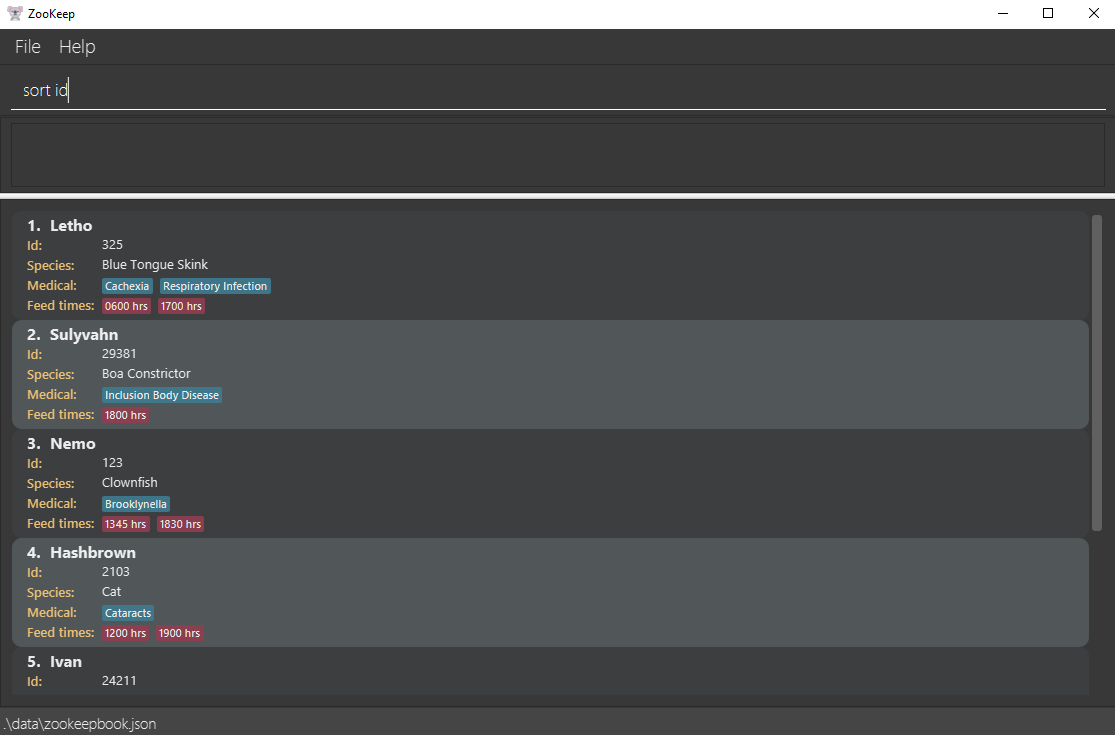 ZooKeep
File Help
sort id
1. Letho
Id: 325
Species: Blue Tongue Skink
Medical: Cachexia Respiratory Infection
Feed times: 0600 hrs 1700 hrs
2. Sulyvahn
Id: 29381
Species: Boa Constrictor
Medical: Inclusion Body Disease
Feed times: 1800 hrs
3. Nemo
Id: 123
Species: Clownfish
Medical: Brooklynella
Feed times: 1345 hrs 1830 hrs
4. Hashbrown
Id: 2103
Species: Cat
Medical: Cataracts
Feed times: 1200 hrs 1900 hrs
5. Ivan
Id: 24211
.\data\zookeepbook.json